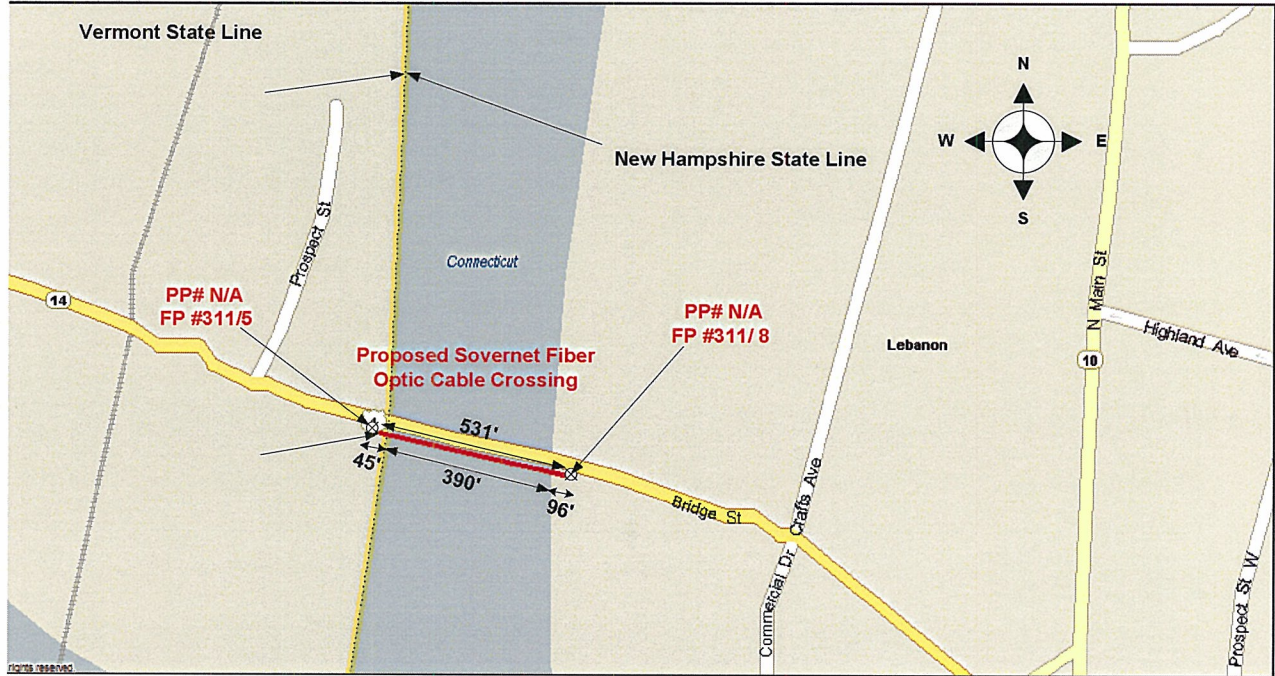 Vermont State Line
N
W
E
S
New Hampshire State Line
Prospect St
Connecticut
14
PP# N/A
FP #311/5
PP# N/A
FP #311/ 8
Proposed Sovernet Fiber
Optic Cable Crossing
Lebanon
N Main St
Highland Ave
10
531'
45'
390'
96'
Bridge St
Crafts Ave
Commercial Dr
Prospect St W
rights reserved.